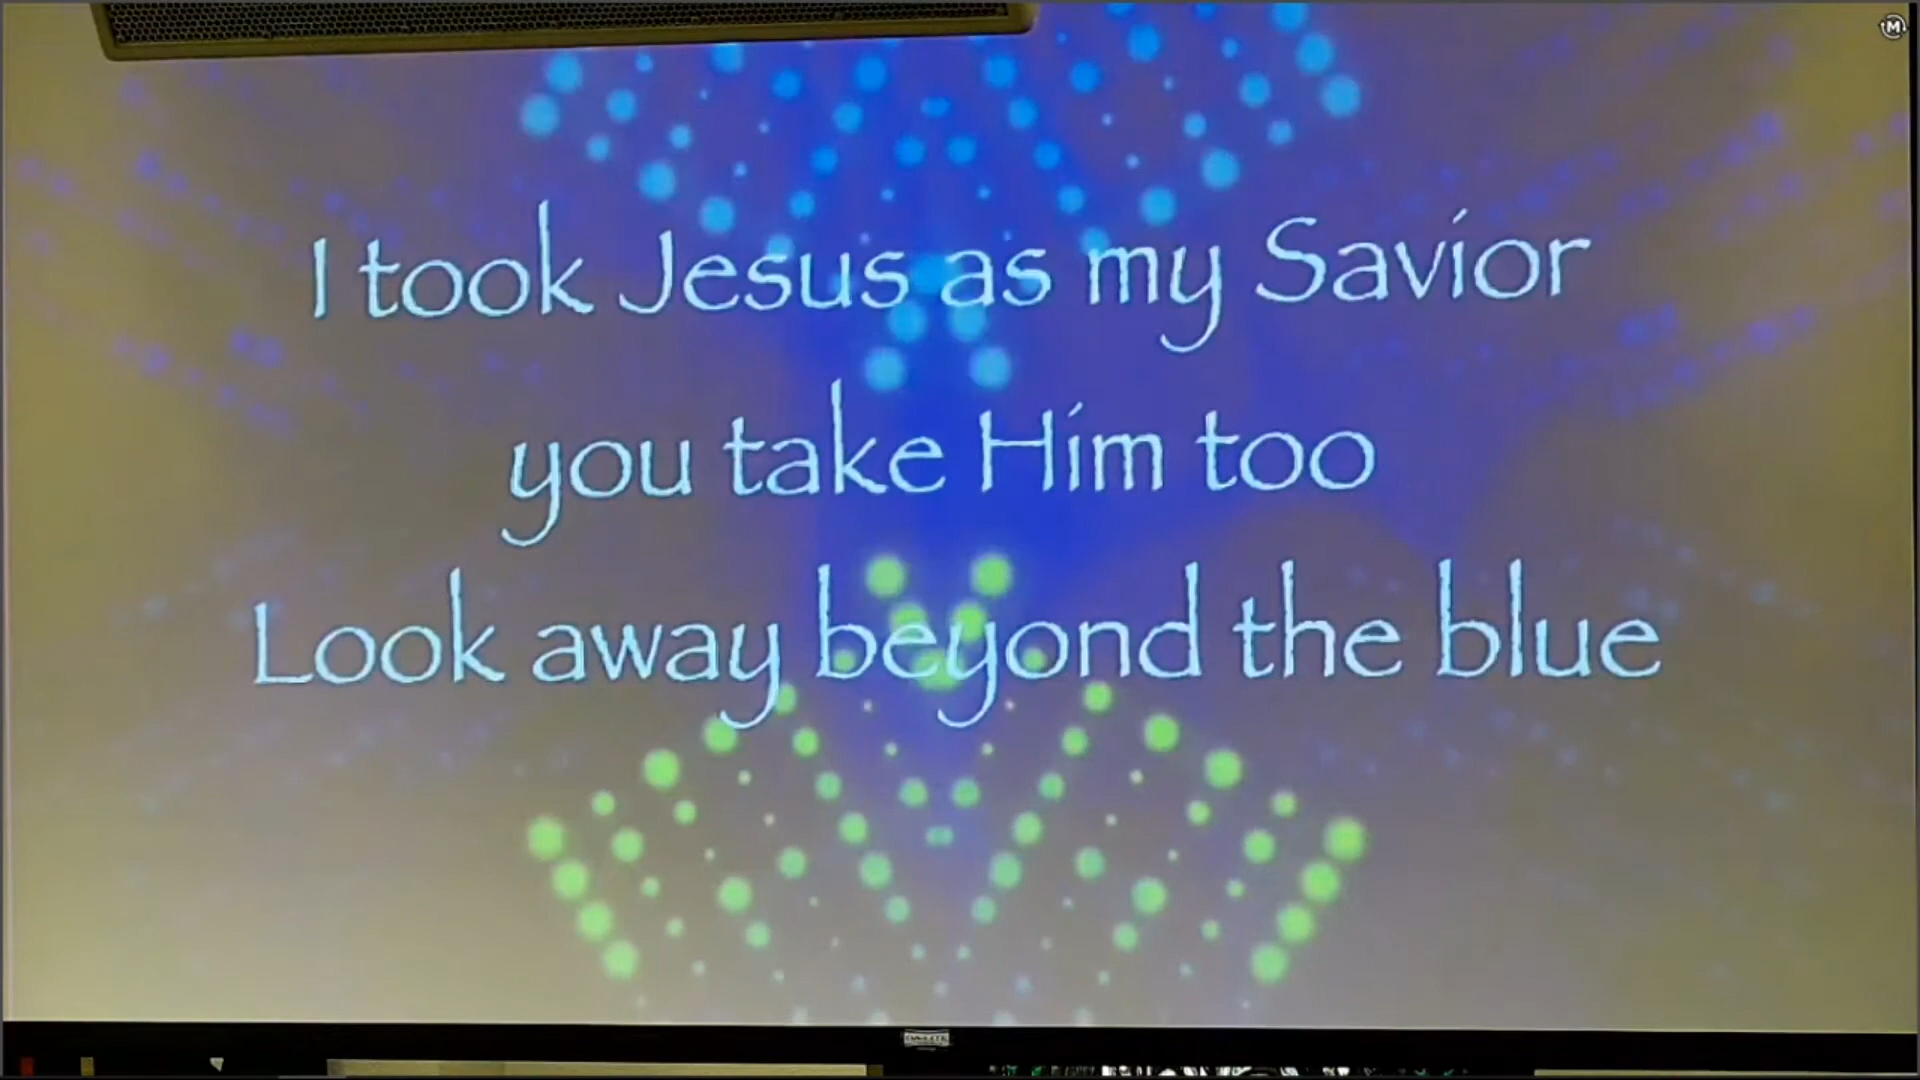 I took Jesus as my Savior
you take Him too
Look away beyond the blue